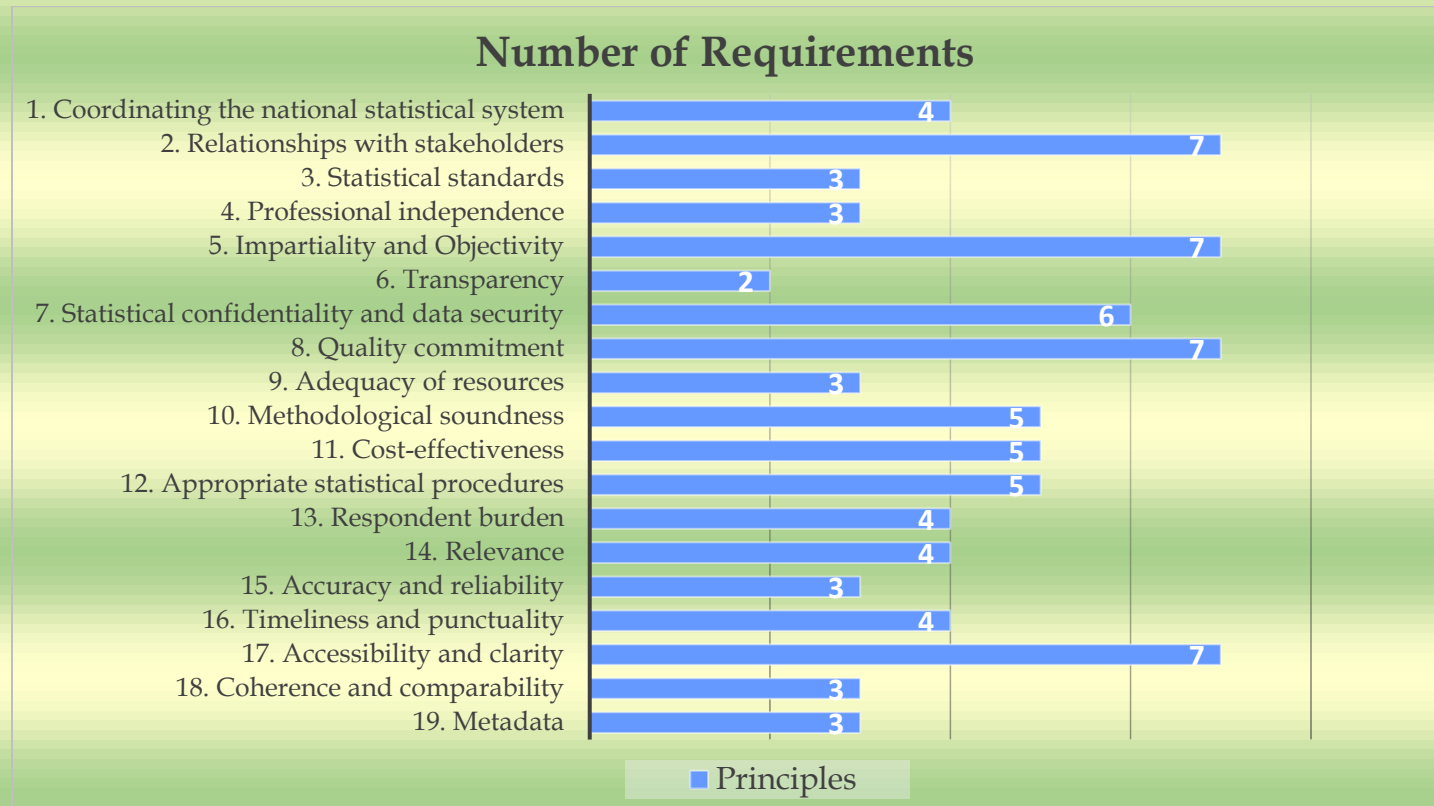 Number of Requirements
1. Coordinating the national statistical system 4
2. Relationships with stakeholders 7
3. Statistical standards 3
4. Professional independence 3
5. Impartiality and Objectivity 7
6. Transparency 2
7. Statistical confidentiality and data security 6
8. Quality commitment 7
9. Adequacy of resources 3
10. Methodological soundness 5
11. Cost-effectiveness 5
12. Appropriate statistical procedures 5
13. Respondent burden 4
14. Relevance 4
15. Accuracy and reliability 3
16. Timeliness and punctuality 4
17. Accessibility and clarity 7
18. Coherence and comparability 3
19. Metadata 3
Principles